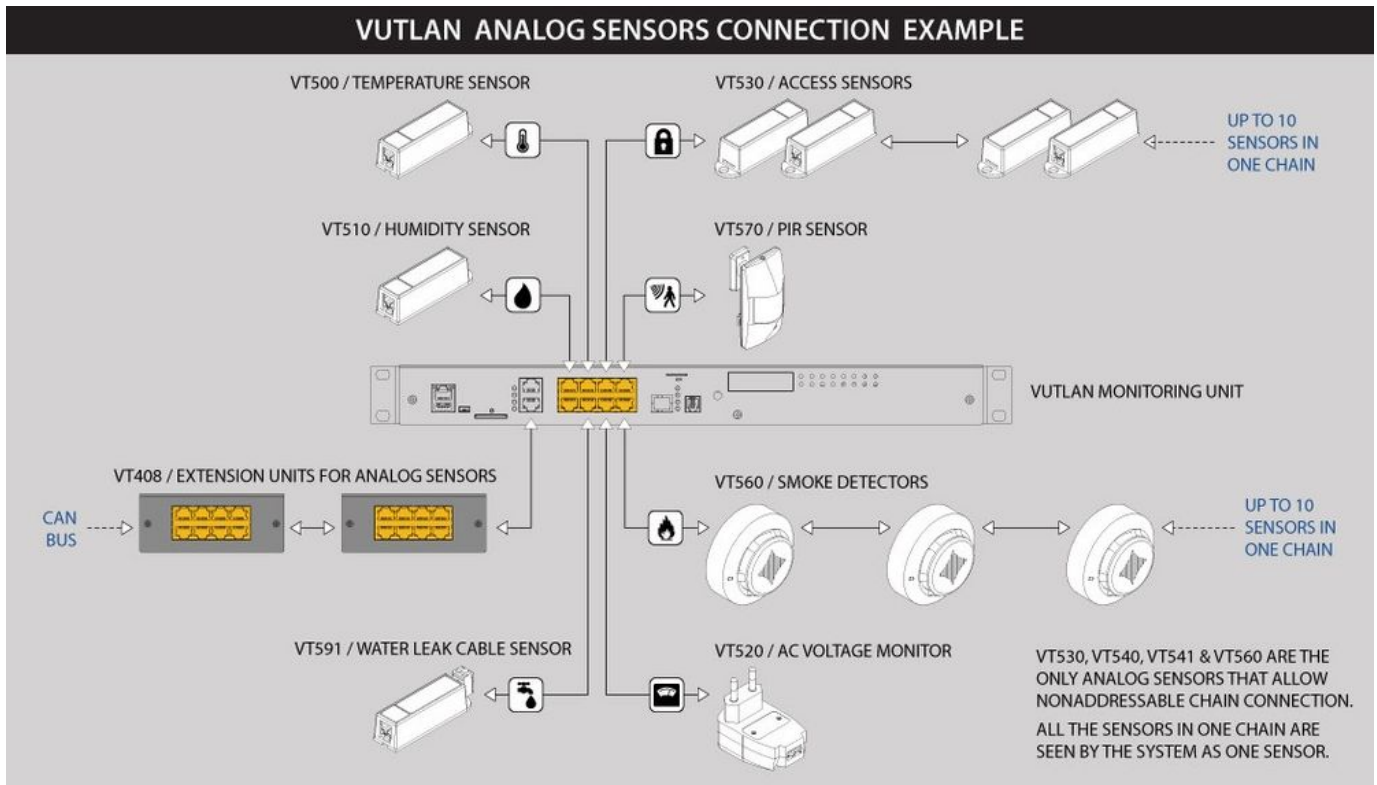 VUTLAN ANALOG SENSORS CONNECTION EXAMPLE
VT500 / TEMPERATURE SENSOR
VT530 / ACCESS SENSORS
UP TO 10
SENSORS IN
ONE CHAIN
VT510 / HUMIDITY SENSOR
VT570 / PIR SENSOR
VUTLAN MONITORING UNIT
VT408 / EXTENSION UNITS FOR ANALOG SENSORS
CAN
BUS
VT560 / SMOKE DETECTORS
UP TO 10
SENSORS IN
ONE CHAIN
VT591 / WATER LEAK CABLE SENSOR
VT520 / AC VOLTAGE MONITOR
VT530, VT540, VT541 & VT560 ARE THE
ONLY ANALOG SENSORS THAT ALLOW
NONADDRESSABLE CHAIN CONNECTION.
ALL THE SENSORS IN ONE CHAIN ARE
SEEN BY THE SYSTEM AS ONE SENSOR.